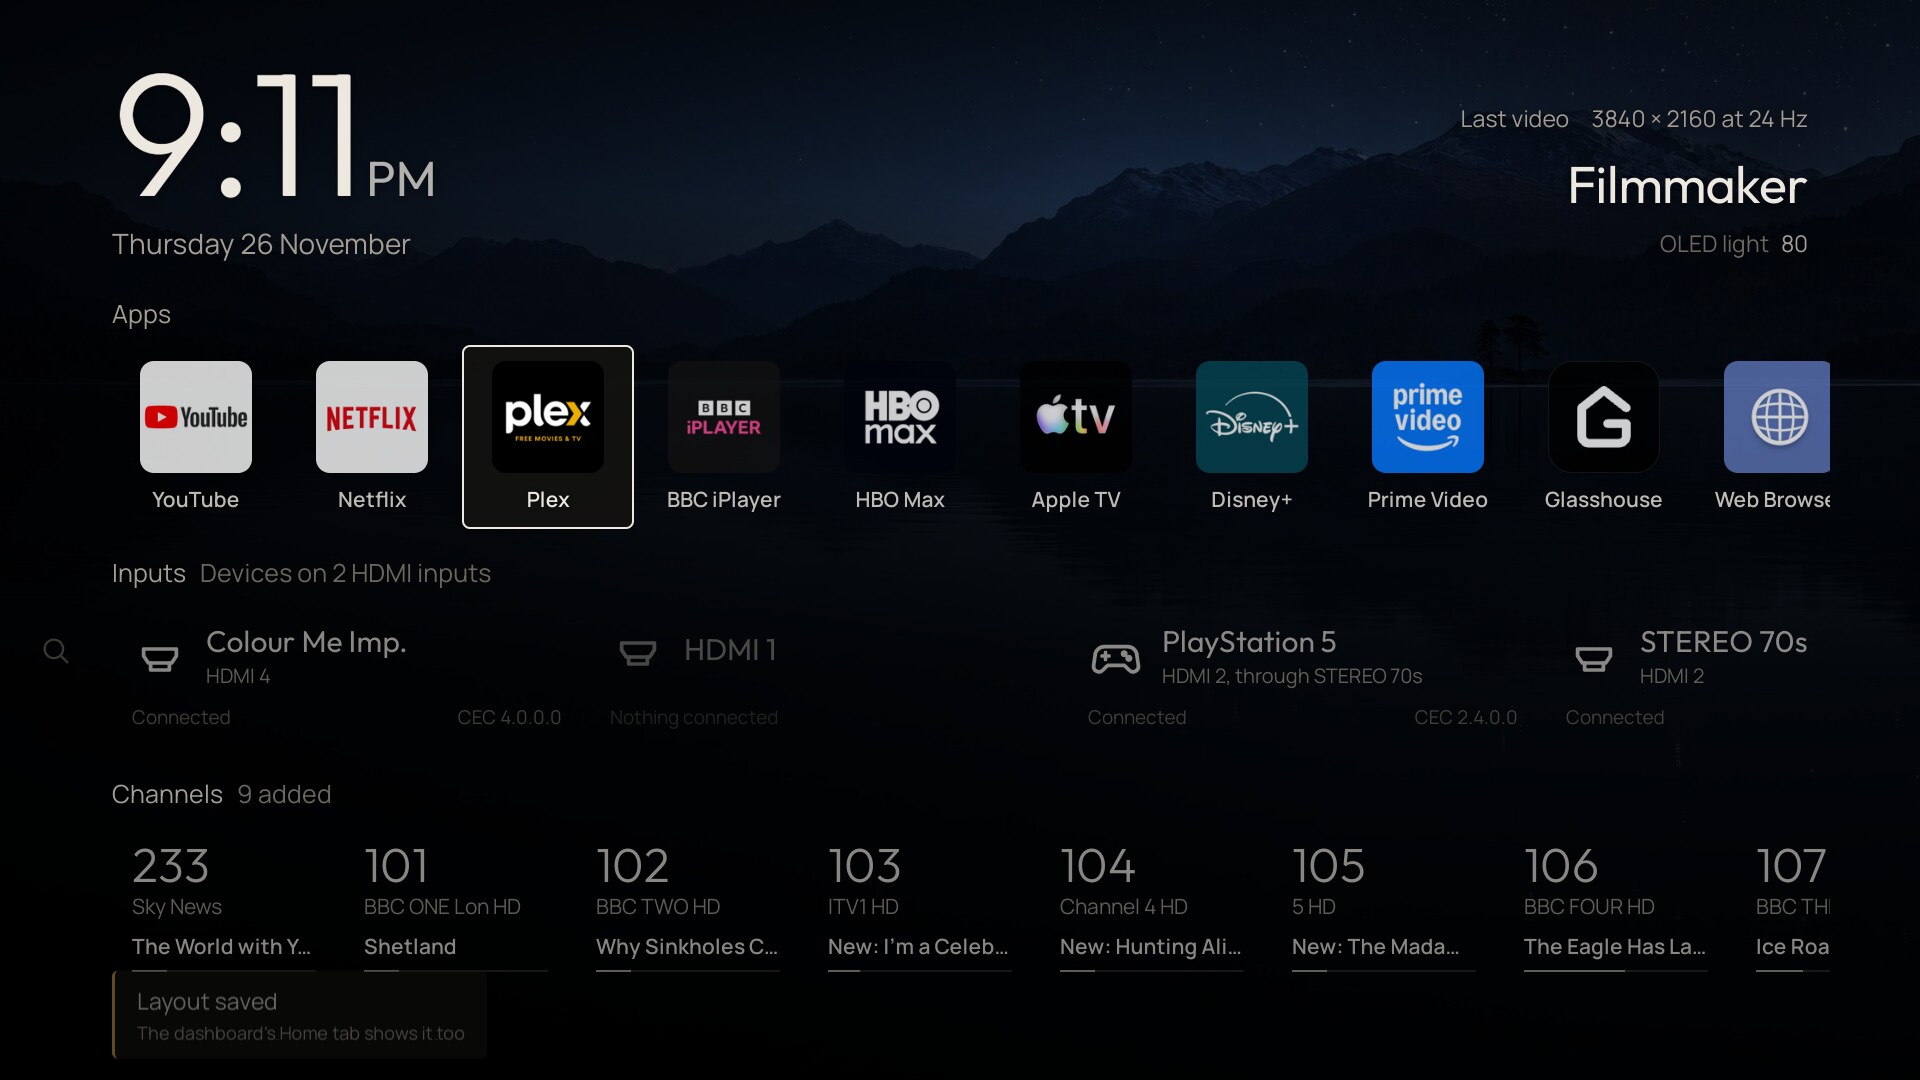 9:11 PM
Thursday 26 November
Last video 3840 × 2160 at 24 Hz
Filmmaker
OLED light 80
Apps
YouTube
NETFLIX
plex
FREE MOVIES & TV
BBC
iPLAYER
HBO
max
tv
Disney+
prime
video
YouTube
Netflix
Plex
BBC iPlayer
HBO Max
Apple TV
Disney+
Prime Video
Glasshouse
Web Browse
Inputs Devices on 2 HDMI inputs
Colour Me Imp.
HDMI 4
Connected CEC 4.0.0.0
HDMI 1
Nothing connected
PlayStation 5
HDMI 2, through STEREO 70s
Connected CEC 2.4.0.0
STEREO 70s
HDMI 2
Connected
Channels 9 added
233
Sky News
The World with Y...
101
BBC ONE Lon HD
Shetland
102
BBC TWO HD
Why Sinkholes C...
103
ITV1 HD
New: I'm a Celeb...
104
Channel 4 HD
New: Hunting Ali...
105
5 HD
New: The Mada...
106
BBC FOUR HD
The Eagle Has La...
107
BBC TH
Ice Roa
Layout saved
The dashboard's Home tab shows it too